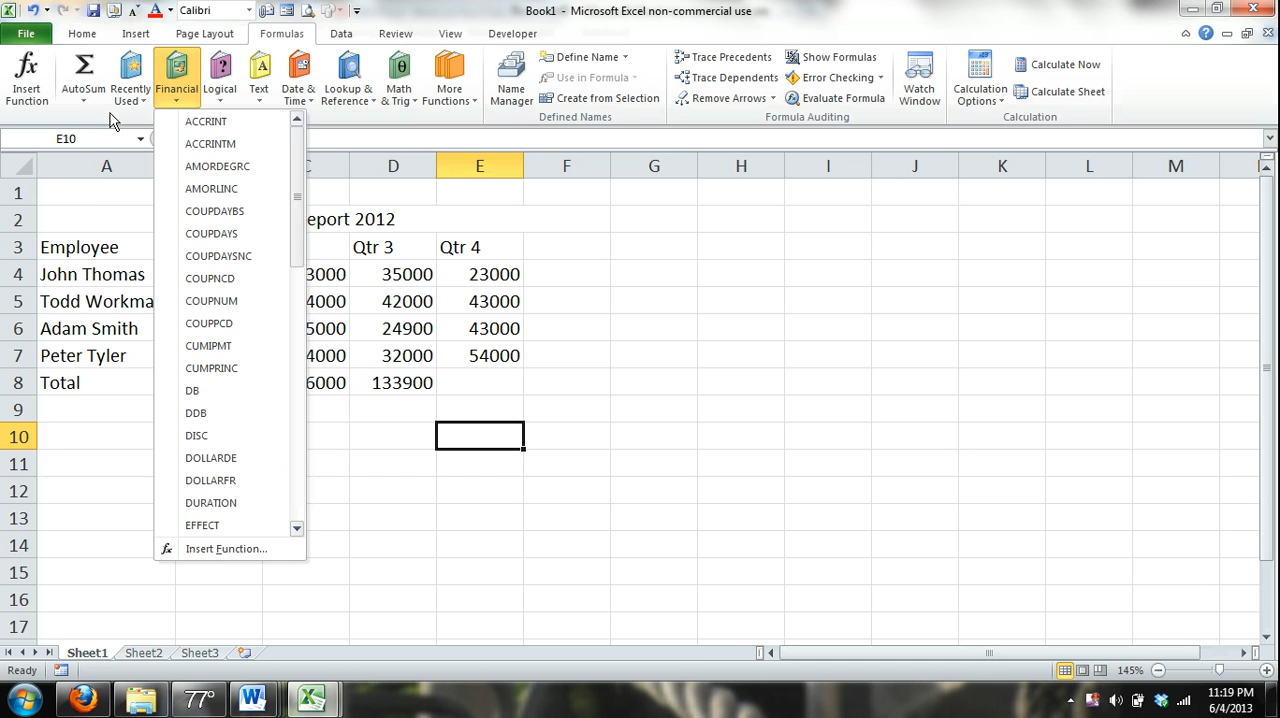 Calibri
Book1 - Microsoft Excel non-commercial use
File Home Insert Page Layout Formulas Data Review View Developer
Insert Function
AutoSum
Recently Used
Financial
Logical
Text
Date & Time
Lookup & Reference
Math & Trig
More Functions
Name Manager
Define Name
Use in Formula
Create from Selection
Defined Names
Trace Precedents
Trace Dependents
Remove Arrows
Show Formulas
Error Checking
Evaluate Formula
Formula Auditing
Watch Window
Calculation Options
Calculate Now
Calculate Sheet
Calculation
E10
ACCRINT
ACCRINTM
AMORDEGRC
AMORLINC
COUPDAYBS
COUPDAYS
COUPDAYSNC
COUPNCD
COUPNUM
COUPPCD
CUMIPMT
CUMPRINC
DB
DDB
DISC
DOLLARDE
DOLLARFR
DURATION
EFFECT
fx Insert Function...
A C D E F G H I J K L M
1
2 eport 2012
3 Employee Qtr 3 Qtr 4
4 John Thomas 3000 35000 23000
5 Todd Workma 4000 42000 43000
6 Adam Smith 5000 24900 43000
7 Peter Tyler 4000 32000 54000
8 Total 6000 133900
9
10
11
12
13
14
15
16
17
Sheet1 Sheet2 Sheet3
Ready 145%
77°
11:19 PM
6/4/2013